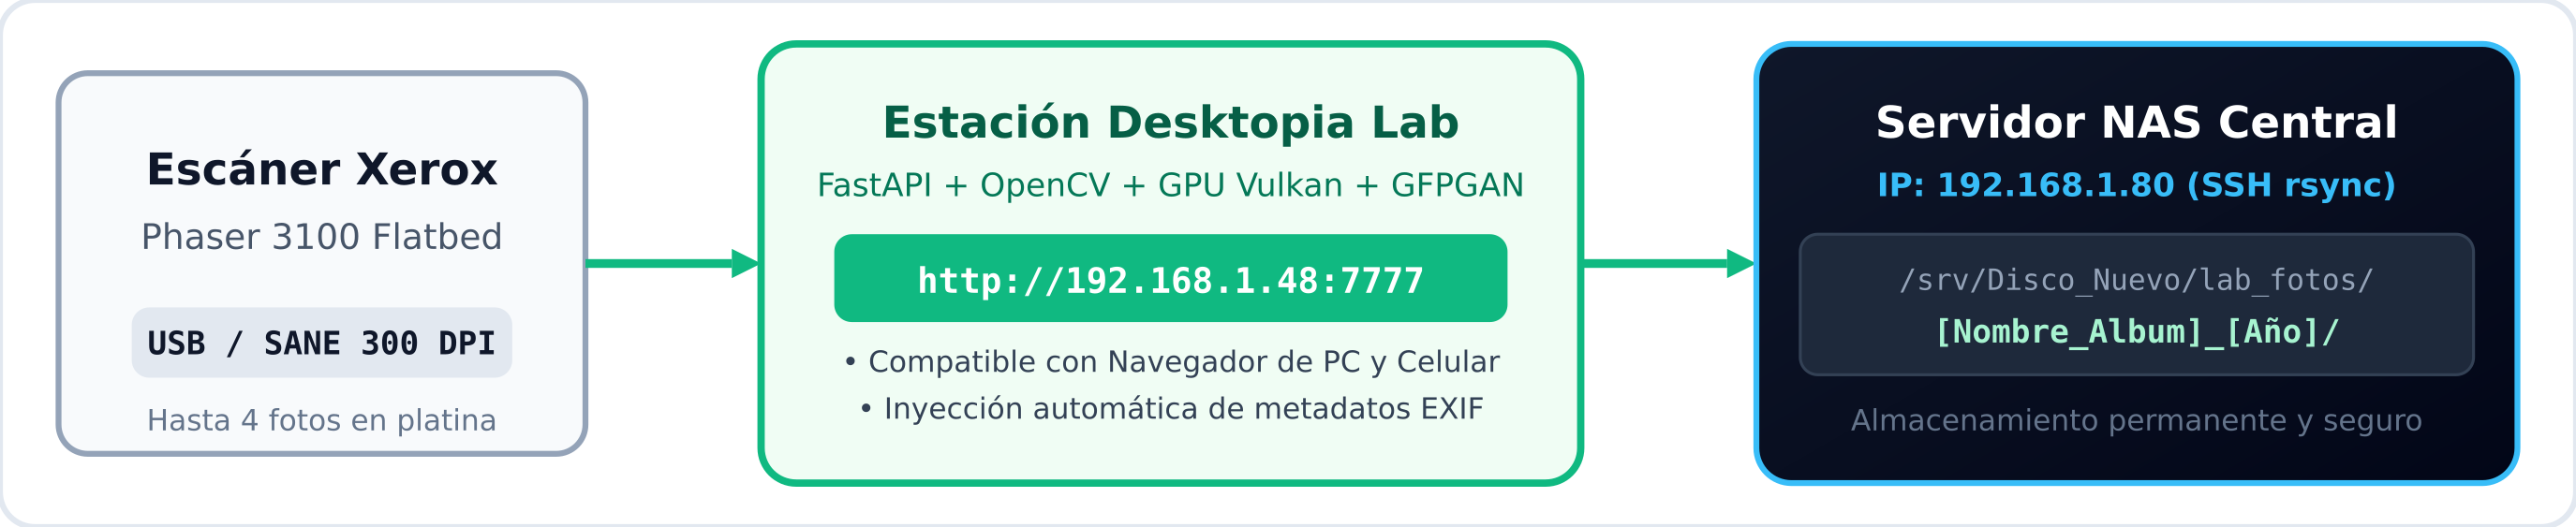 Escáner Xerox
Phaser 3100 Flatbed
USB / SANE 300 DPI
Hasta 4 fotos en platina
Estación Desktopia Lab
FastAPI + OpenCV + GPU Vulkan + GFPGAN
http://192.168.1.48:7777
• Compatible con Navegador de PC y Celular
• Inyección automática de metadatos EXIF
Servidor NAS Central
IP: 192.168.1.80 (SSH rsync)
/srv/Disco_Nuevo/lab_fotos/
[Nombre_Album]_[Año]/
Almacenamiento permanente y seguro